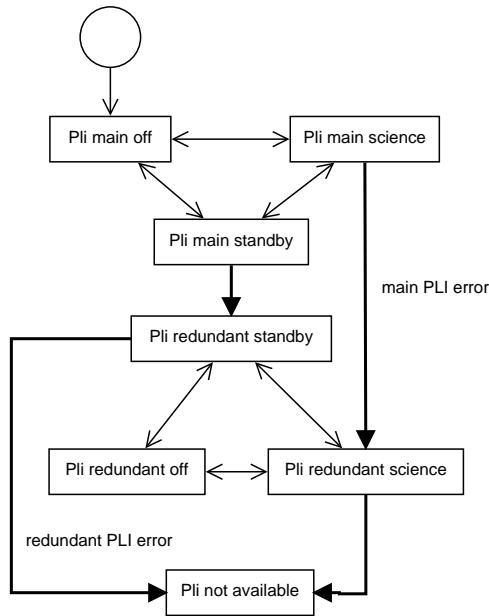 Pli main off
Pli main science
Pli main standby
main PLI error
Pli redundant standby
Pli redundant off
Pli redundant science
redundant PLI error
Pli not available